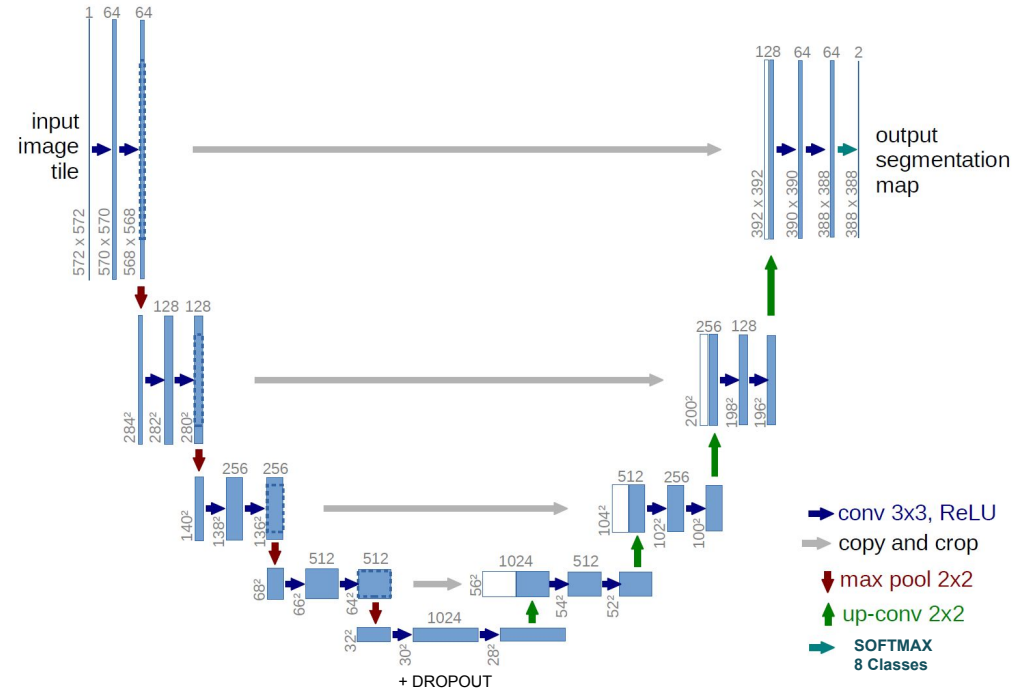 1 64 64
128 64 64 2
input
image
tile
output
segmentation
map
572 x 572
570 x 570
568 x 568
392 x 392
390 x 390
388 x 388
388 x 388
128 128
256 128
284²
282²
280²
200²
198²
196²
256 256
512 256
140²
138²
136²
104²
102²
100²
512 512
1024 512
68²
66²
64²
56²
54²
52²
1024
32²
30²
28²
+ DROPOUT
conv 3x3, ReLU
copy and crop
max pool 2x2
up-conv 2x2
SOFTMAX
8 Classes